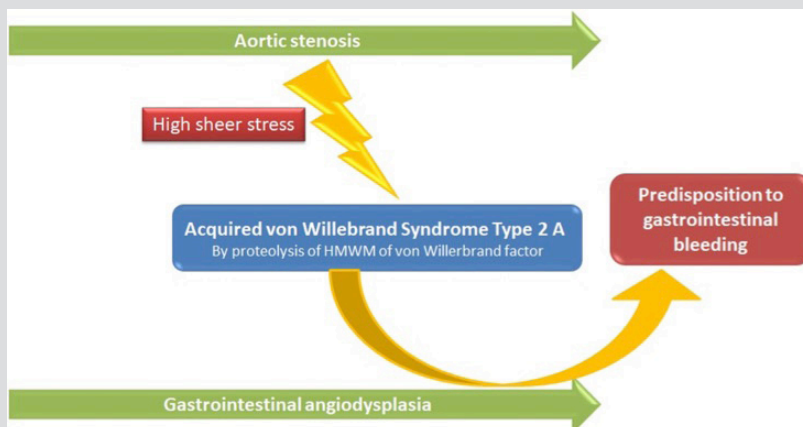 Aortic stenosis
High sheer stress
Acquired von Willebrand Syndrome Type 2 A
By proteolysis of HMWM of von Willerbrand factor
Predisposition to
gastrointestinal
bleeding
Gastrointestinal angiodysplasia